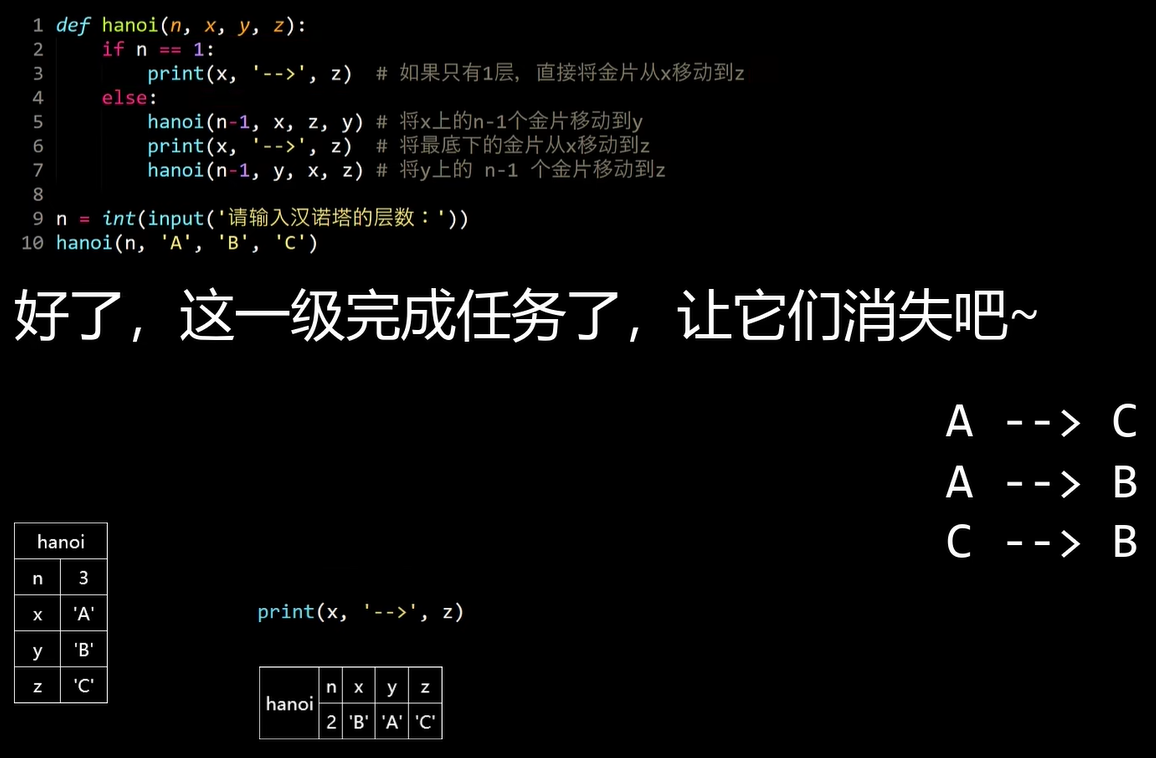 1 def hanoi(n, x, y, z):
2     if n == 1:
3         print(x, '-->', z)  # 如果只有1层，直接将金片从x移动到z
4     else:
5         hanoi(n-1, x, z, y) # 将x上的n-1个金片移动到y
6         print(x, '-->', z)  # 将最底下的金片从x移动到z
7         hanoi(n-1, y, x, z) # 将y上的 n-1 个金片移动到z
8
9 n = int(input('请输入汉诺塔的层数：'))
10 hanoi(n, 'A', 'B', 'C')
好了，这一级完成任务了，让它们消失吧~
A --> C
A --> B
C --> B
hanoi
n 3
x 'A'
y 'B'
z 'C'
print(x, '-->', z)
hanoi
n x y z
2 'B' 'A' 'C'